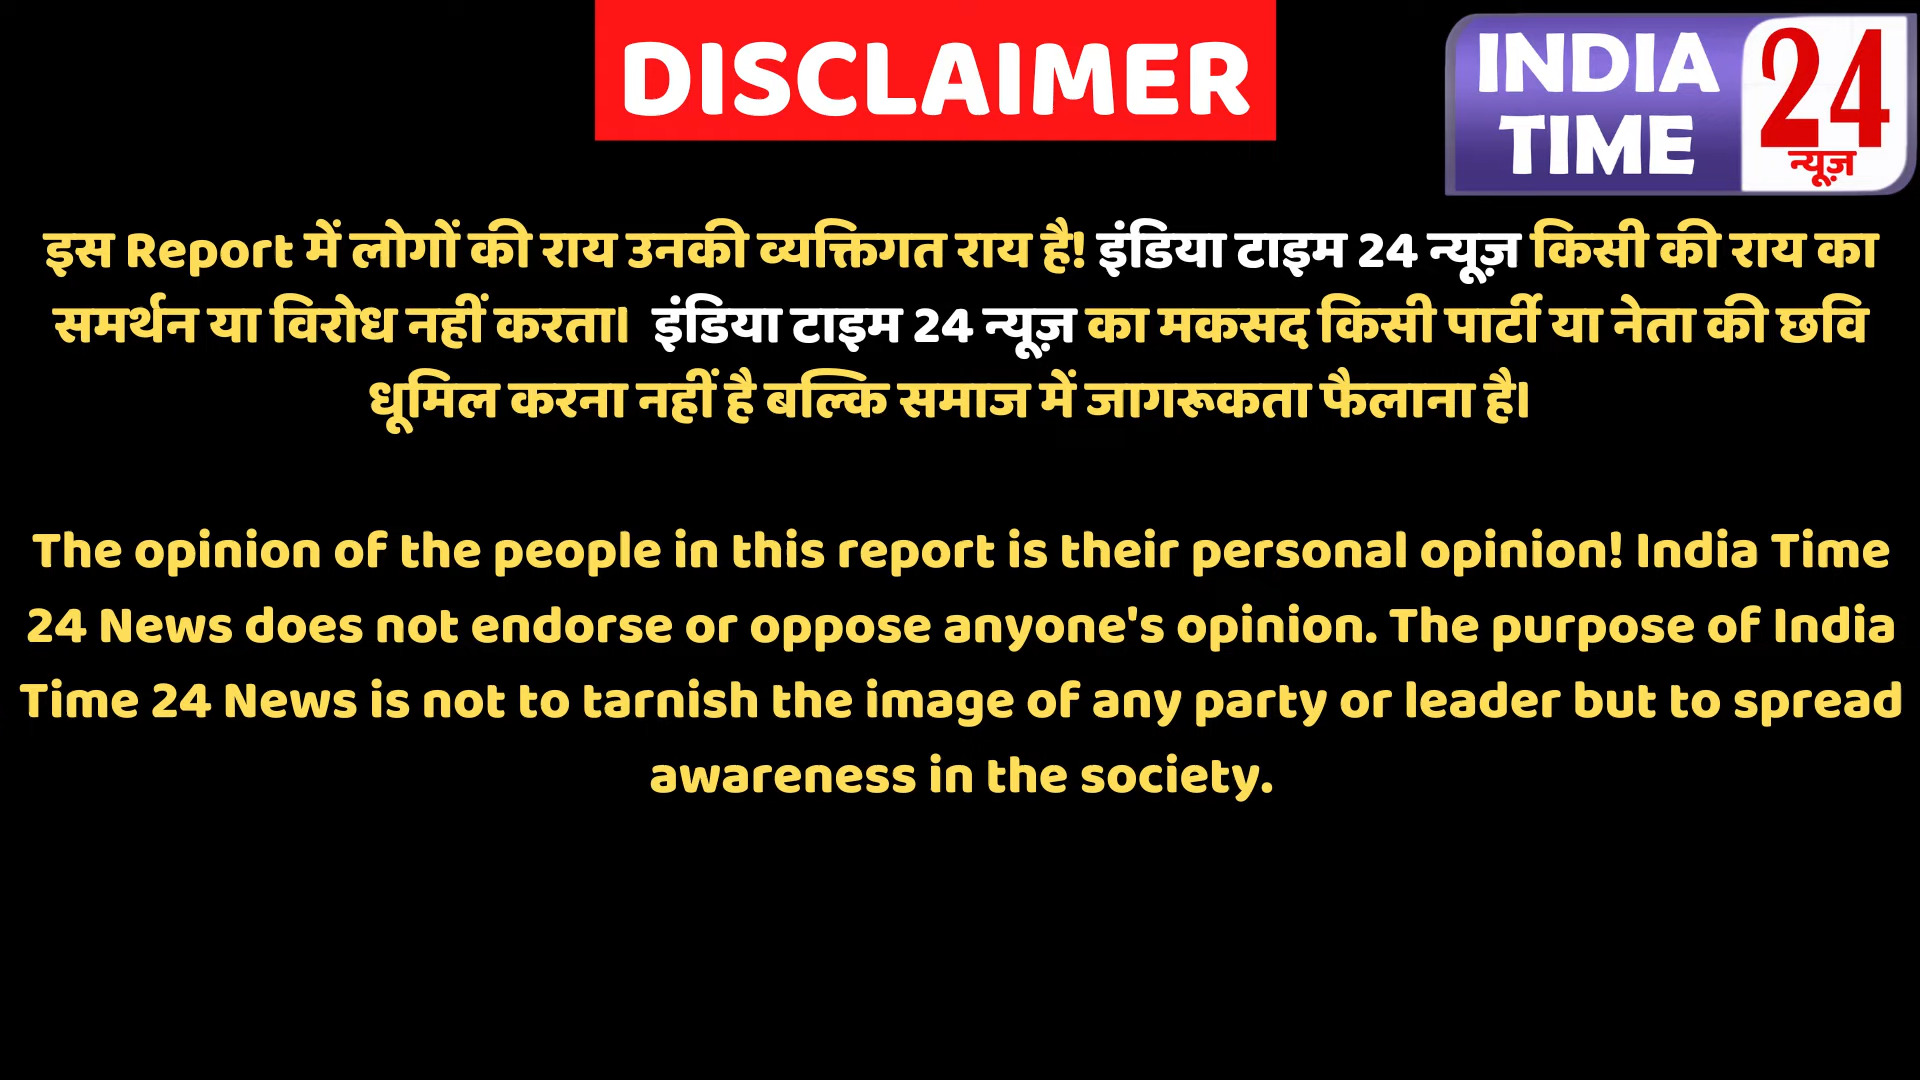 DISCLAIMER
INDIA
TIME
24
न्यूज़
इस Report में लोगों की राय उनकी व्यक्तिगत राय है! इंडिया टाइम 24 न्यूज़ किसी की राय का
समर्थन या विरोध नहीं करता। इंडिया टाइम 24 न्यूज़ का मकसद किसी पार्टी या नेता की छवि
धूमिल करना नहीं है बल्कि समाज में जागरूकता फैलाना है।
The opinion of the people in this report is their personal opinion! India Time
24 News does not endorse or oppose anyone's opinion. The purpose of India
Time 24 News is not to tarnish the image of any party or leader but to spread
awareness in the society.